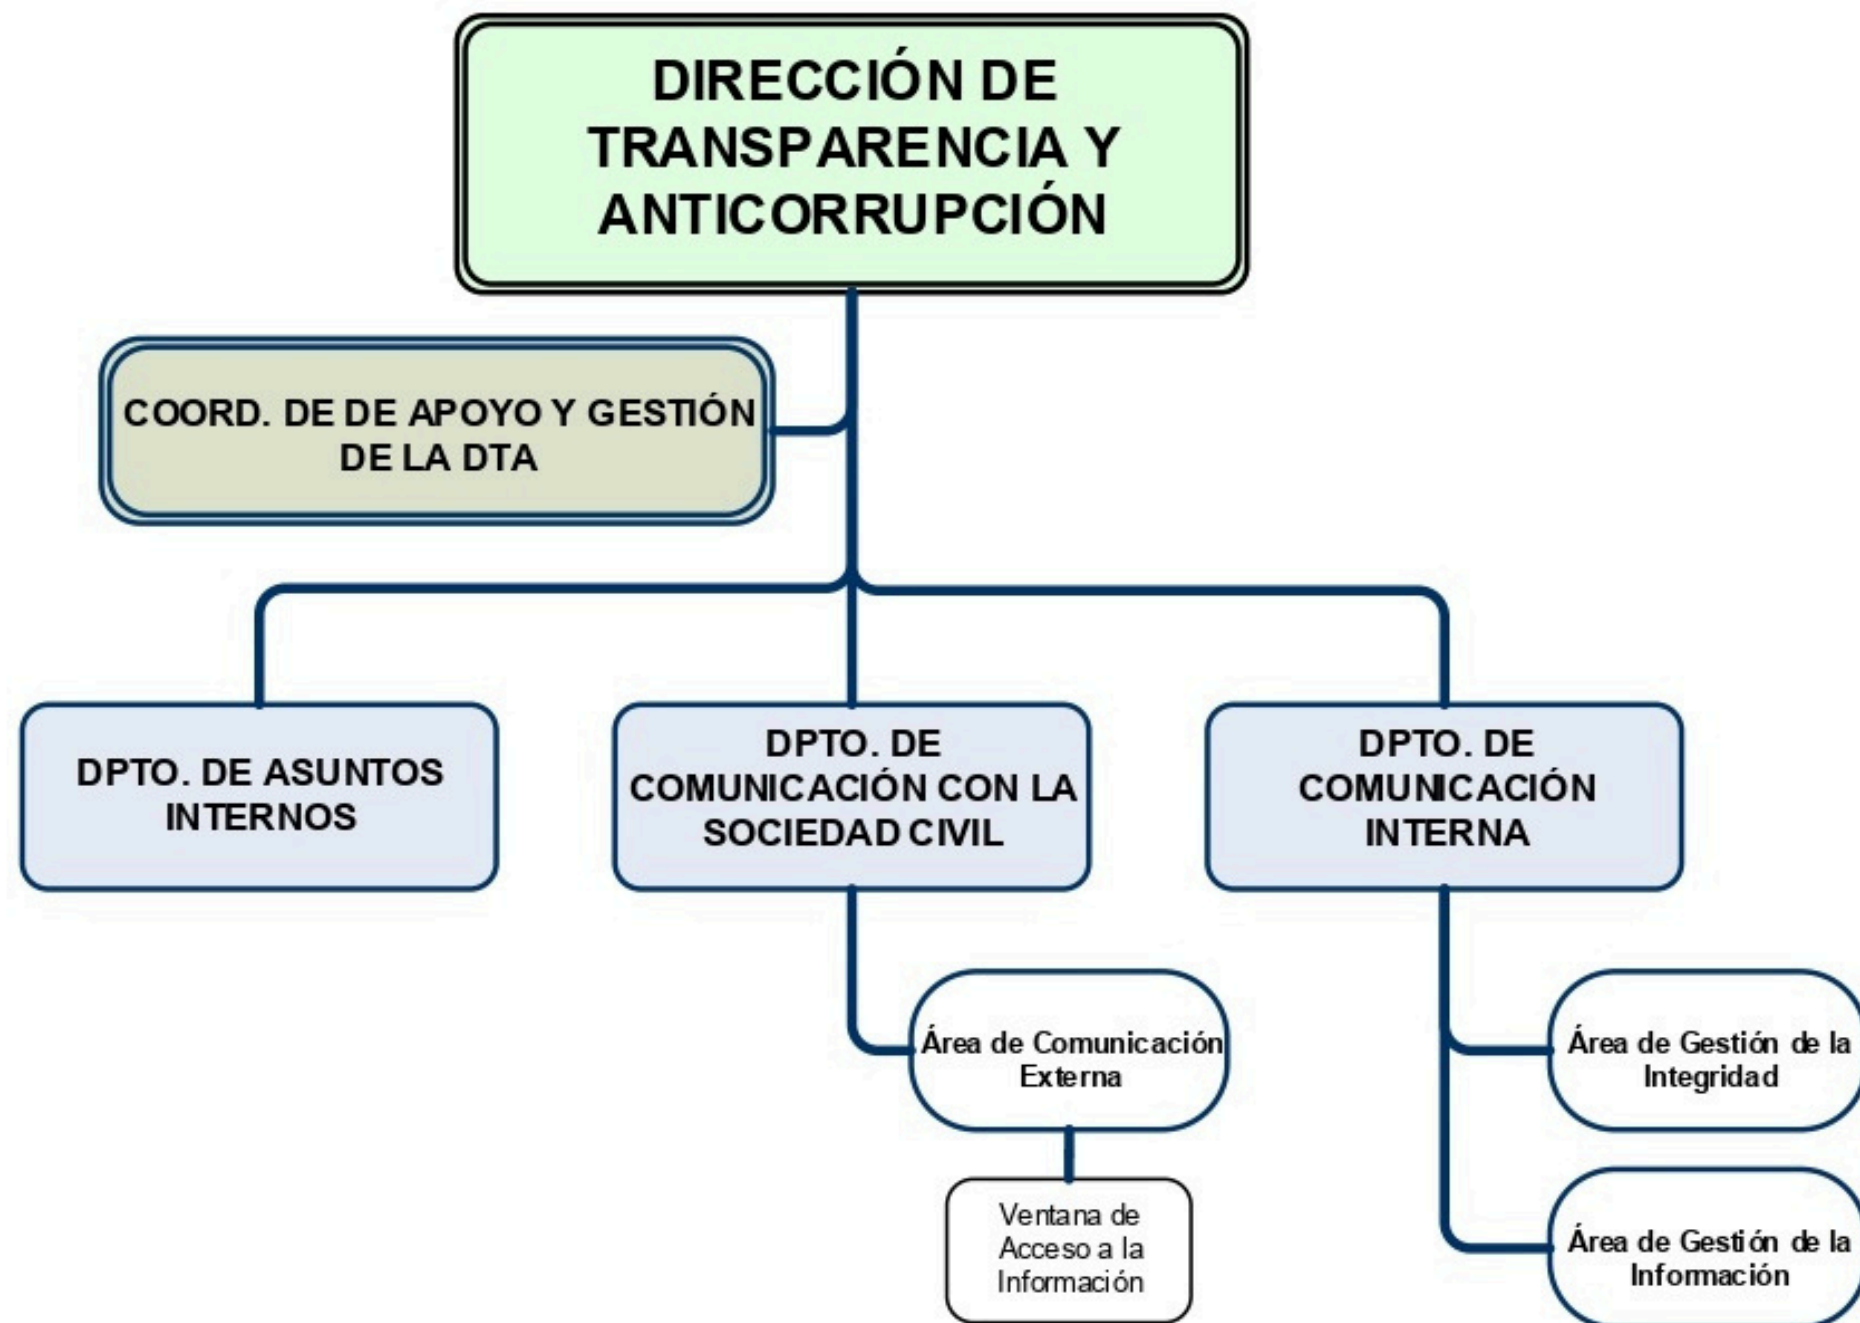 DIRECCIÓN DE
TRANSPARENCIA Y
ANTICORRUPCIÓN
COORD. DE DE APOYO Y GESTIÓN
DE LA DTA
DPTO. DE ASUNTOS
INTERNOS
DPTO. DE
COMUNICACIÓN CON LA
SOCIEDAD CIVIL
DPTO. DE
COMUNICACIÓN
INTERNA
Área de Comunicación
Externa
Área de Gestión de la
Integridad
Ventana de
Acceso a la
Información
Área de Gestión de la
Información